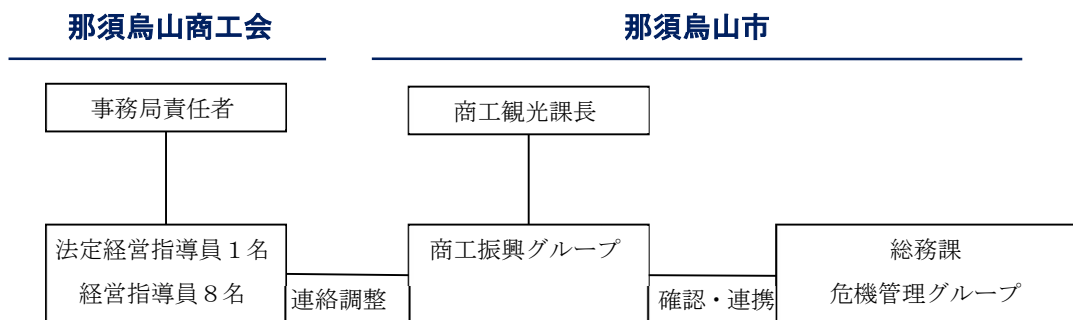 那須烏山商工会
那須烏山市
事務局責任者
商工観光課長
法定経営指導員１名
経営指導員８名
連絡調整
商工振興グループ
確認・連携
総務課
危機管理グループ